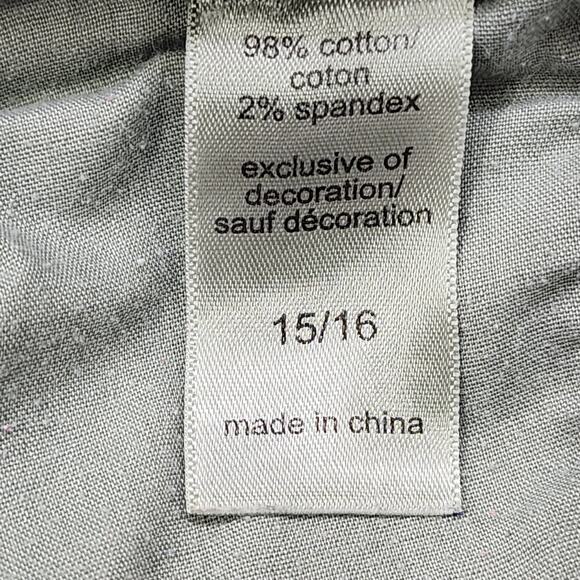 98% cotton/
coton
2% spandex
exclusive of
decoration/
sauf décoration
15/16
made in china